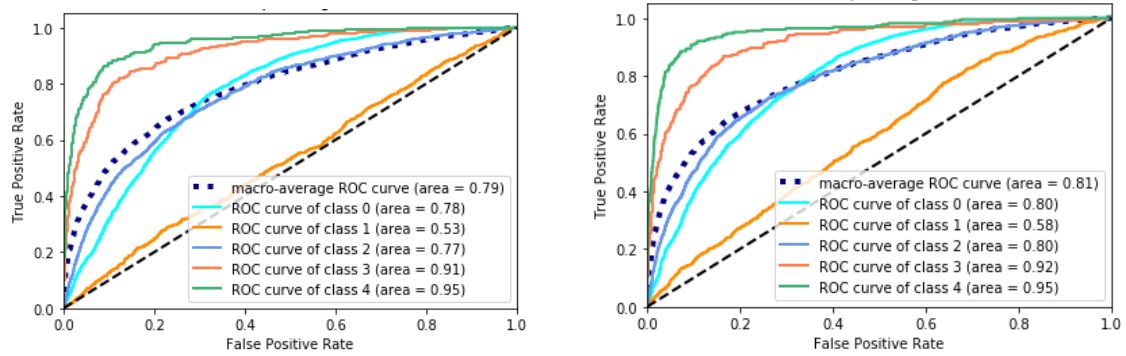 1.0
0.8
0.6
0.4
0.2
0.0
True Positive Rate
macro-average ROC curve (area = 0.79)
ROC curve of class 0 (area = 0.78)
ROC curve of class 1 (area = 0.53)
ROC curve of class 2 (area = 0.77)
ROC curve of class 3 (area = 0.91)
ROC curve of class 4 (area = 0.95)
0.0 0.2 0.4 0.6 0.8 1.0
False Positive Rate
1.0
0.8
0.6
0.4
0.2
0.0
True Positive Rate
macro-average ROC curve (area = 0.81)
ROC curve of class 0 (area = 0.80)
ROC curve of class 1 (area = 0.58)
ROC curve of class 2 (area = 0.80)
ROC curve of class 3 (area = 0.92)
ROC curve of class 4 (area = 0.95)
0.0 0.2 0.4 0.6 0.8 1.0
False Positive Rate